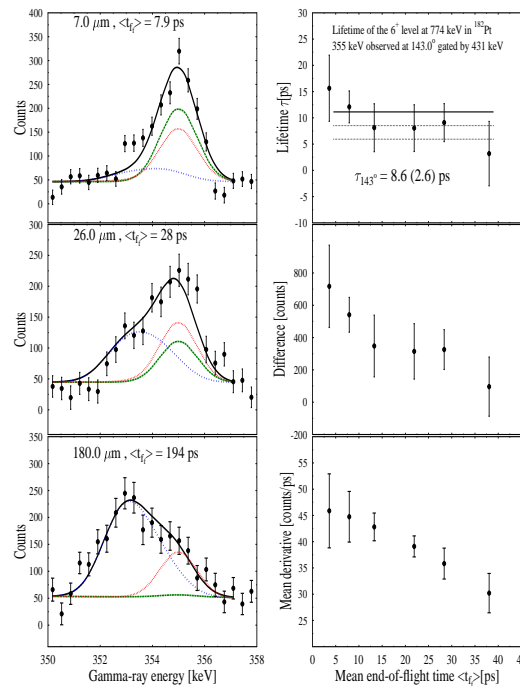 7.0 μm , <t_f> = 7.9 ps
Counts
350
300
250
200
150
100
50
0
26.0 μm , <t_f> = 28 ps
Counts
300
250
200
150
100
50
0
180.0 μm , <t_f> = 194 ps
Counts
350
300
250
200
150
100
50
0
350 352 354 356 358
Gamma-ray energy [keV]
Lifetime of the 6⁺ level at 774 keV in ¹⁸²Pt
355 keV observed at 143.0° gated by 431 keV
τ₁₄₃° = 8.6 (2.6) ps
Lifetime τ[ps]
30
25
20
15
10
5
0
-5
-10
Difference [counts]
800
600
400
200
0
-200
Mean derivative [counts/ps]
55
50
45
40
35
30
25
0 5 10 15 20 25 30 35 40 45
Mean end-of-flight time <t_f>[ps]